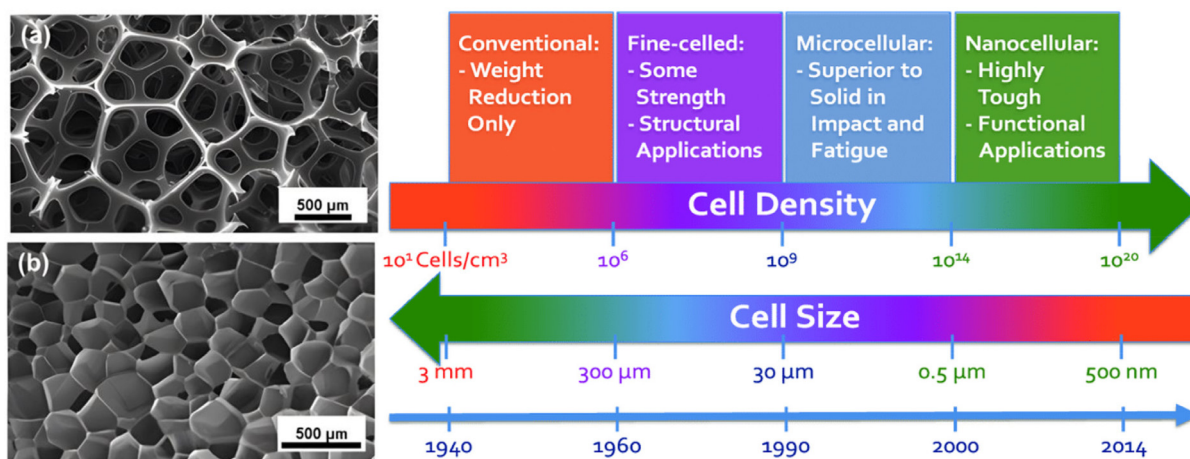 (a)
500 µm
(b)
500 µm
Conventional:
- Weight
Reduction
Only
Fine-celled:
- Some
Strength
- Structural
Applications
Microcellular:
- Superior to
Solid in
Impact and
Fatigue
Nanocellular:
- Highly
Tough
- Functional
Applications
Cell Density
10¹ Cells/cm³ 10⁶ 10⁹ 10¹⁴ 10²⁰
Cell Size
3 mm 300 µm 30 µm 0.5 µm 500 nm
1940 1960 1990 2000 2014